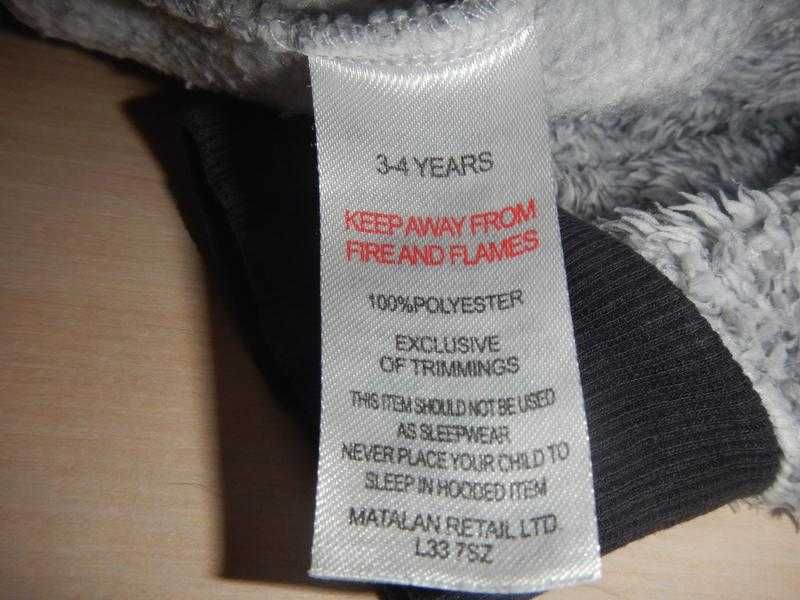 3-4 YEARS
KEEP AWAY FROM
FIRE AND FLAMES
100%POLYESTER
EXCLUSIVE
OF TRIMMINGS
THIS ITEM SHOULD NOT BE USED
AS SLEEPWEAR
NEVER PLACE YOUR CHILD TO
SLEEP IN HOODED ITEM
MATALAN RETAIL LTD.
L33 7SZ